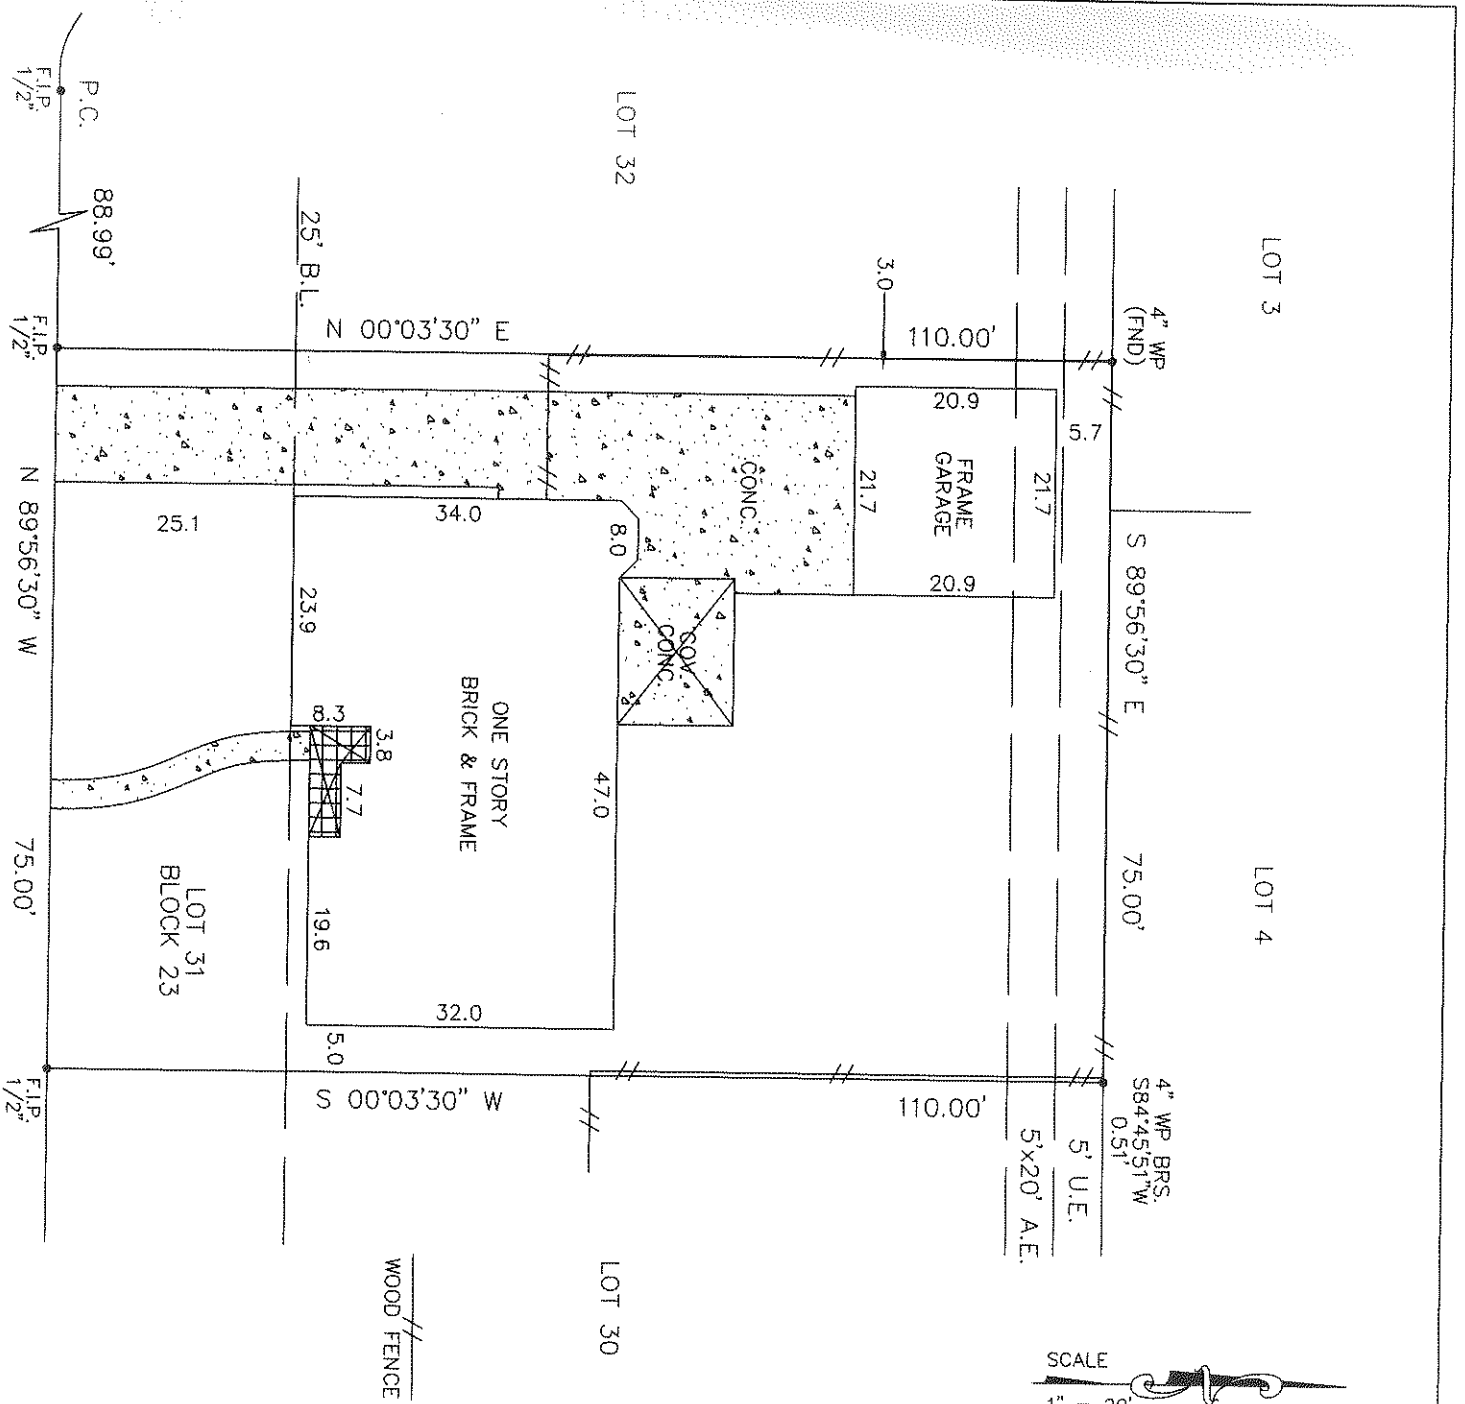 LOT 3
LOT 4
LOT 32
4" WP
(FND)
S 89°56'30" E
75.00'
4" WP BRS.
S84°45'51"W
0.51'
5' U.E.
5'x20' A.E.
110.00'
N 00°03'30" E
3.0
5.7
20.9
21.7
FRAME
GARAGE
20.9
21.7
CONC.
COV.
CONC.
8.0
34.0
47.0
ONE STORY
BRICK & FRAME
23.9
8.3
3.8
7.7
19.6
32.0
5.0
S 00°03'30" W
110.00'
25' B.L.
25.1
LOT 31
BLOCK 23
P.C.
88.99'
F.I.P.
1/2"
F.I.P.
1/2"
N 89°56'30" W
75.00'
F.I.P.
1/2"
LOT 30
WOOD FENCE
SCALE